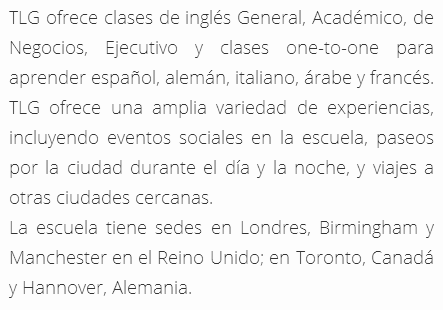 TLG ofrece clases de inglés General, Académico, de
Negocios, Ejecutivo y clases one-to-one para
aprender español, alemán, italiano, árabe y francés.
TLG ofrece una amplia variedad de experiencias,
incluyendo eventos sociales en la escuela, paseos
por la ciudad durante el día y la noche, y viajes a
otras ciudades cercanas.
La escuela tiene sedes en Londres, Birmingham y
Manchester en el Reino Unido; en Toronto, Canadá
y Hannover, Alemania.